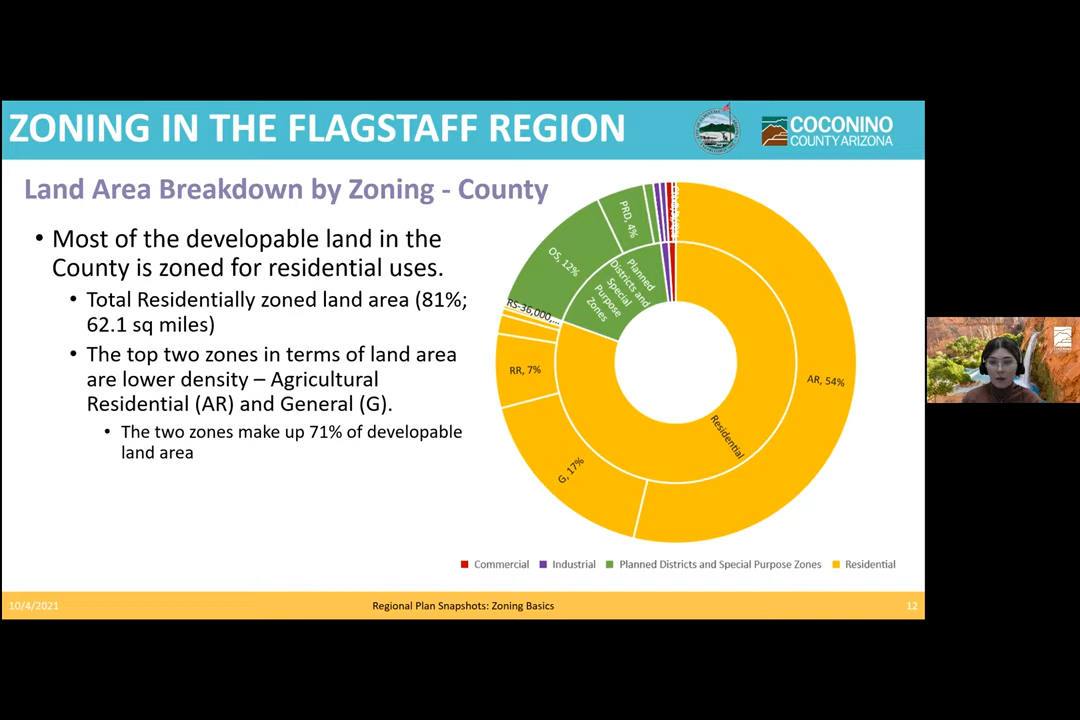 ZONING IN THE FLAGSTAFF REGION
COCONINO
COUNTY ARIZONA
Land Area Breakdown by Zoning - County
• Most of the developable land in the
County is zoned for residential uses.
• Total Residentially zoned land area (81%;
62.1 sq miles)
• The top two zones in terms of land area
are lower density – Agricultural
Residential (AR) and General (G).
• The two zones make up 71% of developable
land area
PRD, 4%
OS, 12%
Planned
Districts and
Special
Purpose
Zones
RS-36,000,...
RR, 7%
AR, 54%
Residential
G, 17%
Commercial
Industrial
Planned Districts and Special Purpose Zones
Residential
10/4/2021
Regional Plan Snapshots: Zoning Basics
12